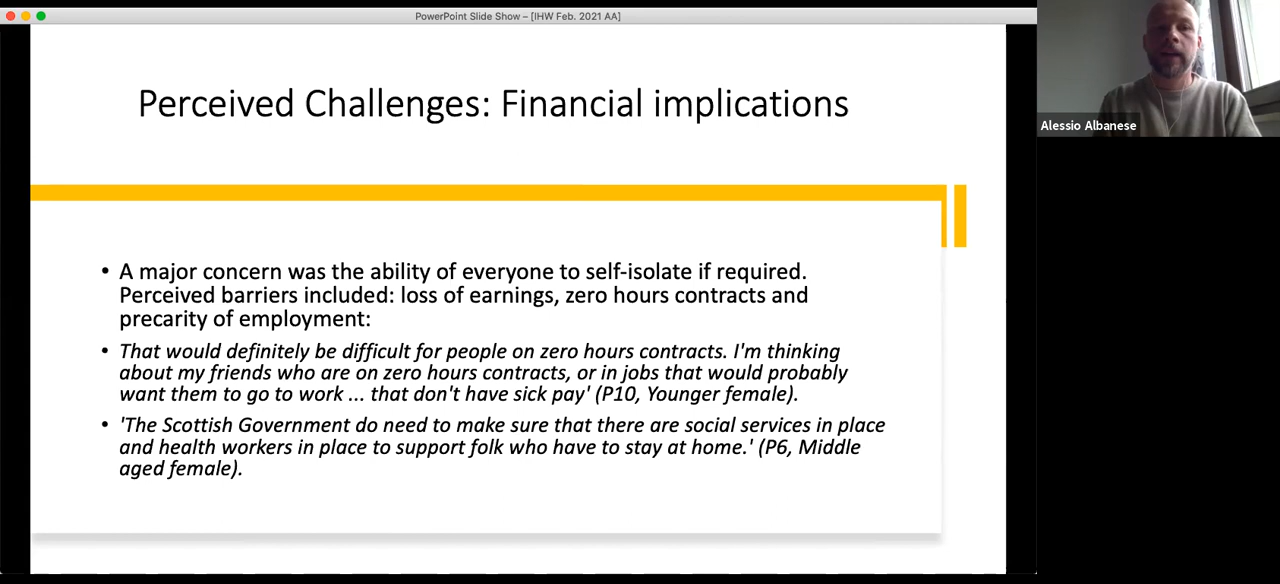 PowerPoint Slide Show – [IHW Feb. 2021 AA]
Perceived Challenges: Financial implications
Alessio Albanese
• A major concern was the ability of everyone to self-isolate if required.
Perceived barriers included: loss of earnings, zero hours contracts and
precarity of employment:
• That would definitely be difficult for people on zero hours contracts. I'm thinking
about my friends who are on zero hours contracts, or in jobs that would probably
want them to go to work ... that don't have sick pay' (P10, Younger female).
• 'The Scottish Government do need to make sure that there are social services in place
and health workers in place to support folk who have to stay at home.' (P6, Middle
aged female).